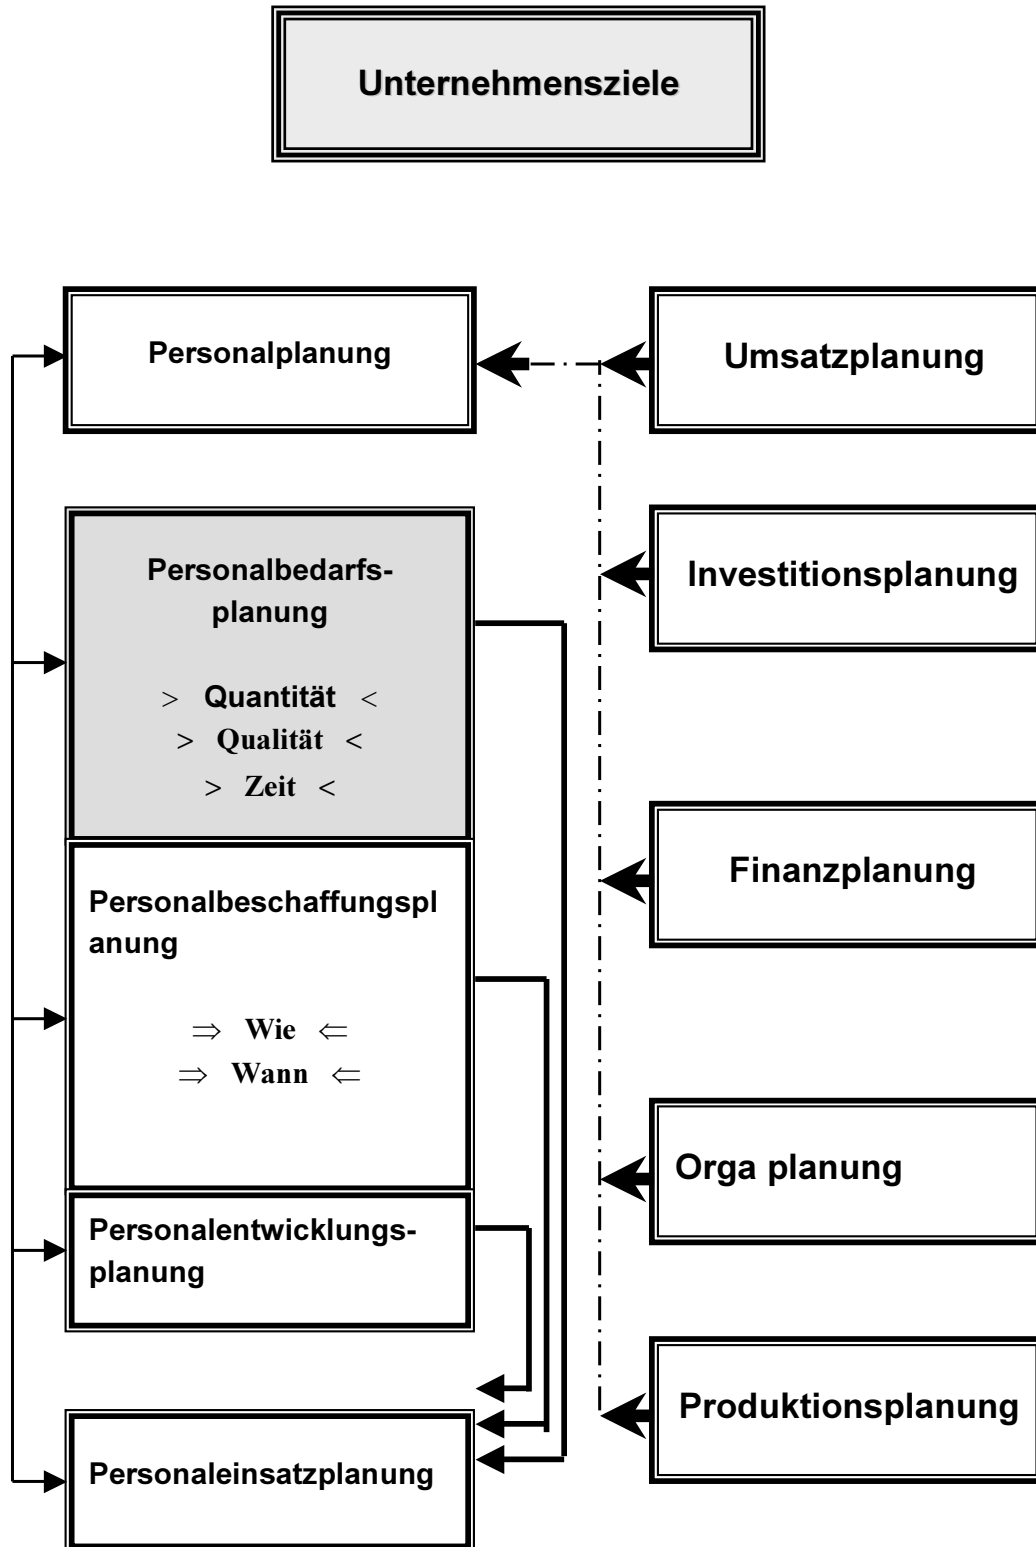 Unternehmensziele
Personalplanung
Umsatzplanung
Personalbedarfs-
planung
> Quantität <
> Qualität <
> Zeit <
Investitionsplanung
Personalbeschaffungspl
anung
⇒ Wie ⇐
⇒ Wann ⇐
Finanzplanung
Personalentwicklungs-
planung
Orga planung
Personaleinsatzplanung
Produktionsplanung